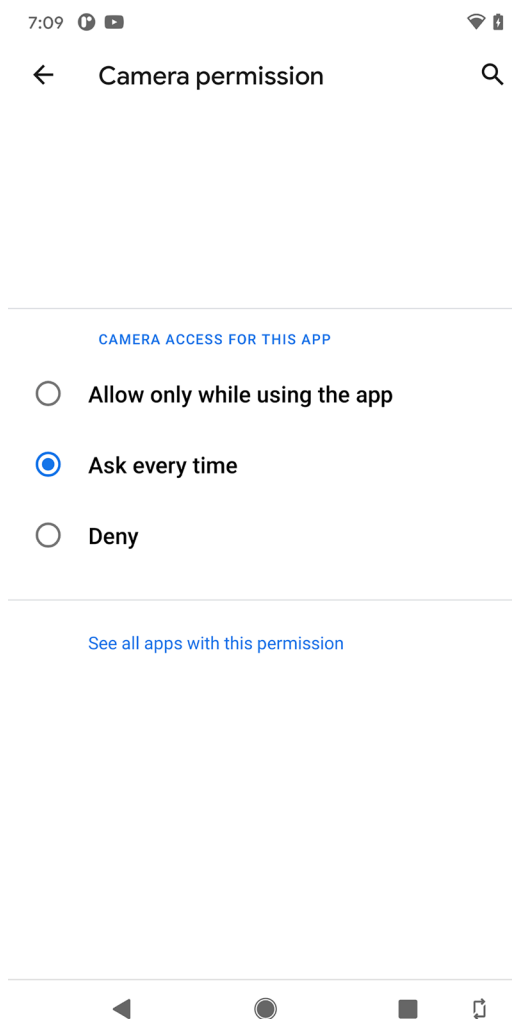 7:09
Camera permission
CAMERA ACCESS FOR THIS APP
Allow only while using the app
Ask every time
Deny
See all apps with this permission